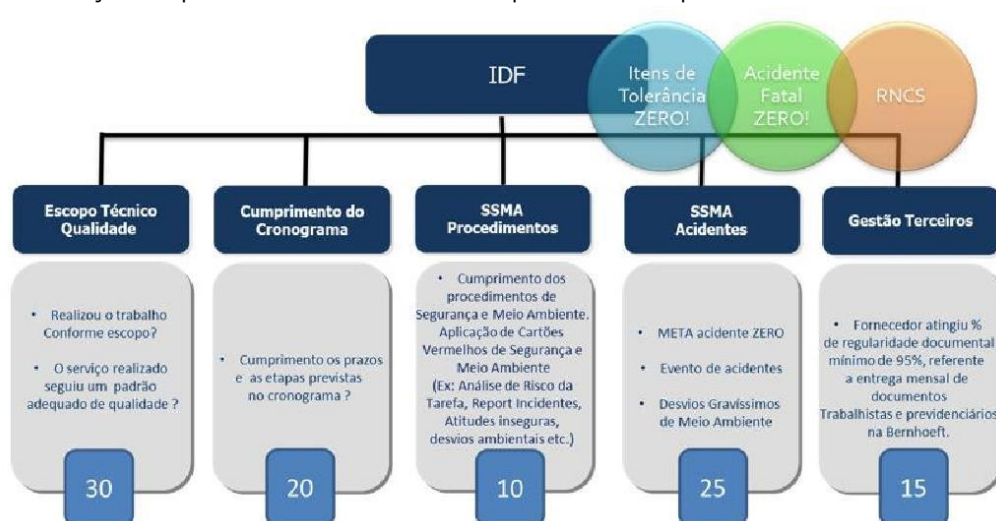 IDF
Itens de
Tolerância
ZERO!
Acidente
Fatal
ZERO!
RNCS
Escopo Técnico
Qualidade
• Realizou o trabalho
Conforme escopo?
• O serviço realizado
seguiu um padrão
adequado de qualidade ?
30
Cumprimento do
Cronograma
• Cumprimento os prazos
e as etapas previstas
no cronograma ?
20
SSMA
Procedimentos
• Cumprimento dos
procedimentos de
Segurança e Meio Ambiente.
Aplicação de Cartões
Vermelhos de Segurança e
Meio Ambiente
(Ex: Análise de Risco da
Tarefa, Report Incidentes,
Atitudes inseguras,
desvios ambientais etc.)
10
SSMA
Acidentes
• META acidente ZERO
• Evento de acidentes
• Desvios Gravíssimos
de Meio Ambiente
25
Gestão Terceiros
• Fornecedor atingiu %
de regularidade documental
mínimo de 95%, referente
a entrega mensal de
documentos
Trabalhistas e previdenciários
na Bernhoeft.
15